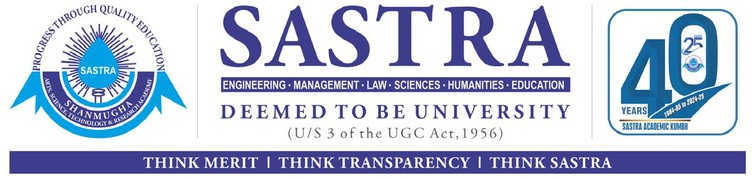 PROGRESS THROUGH QUALITY EDUCATION
SASTRA
SHANMUGHA
ARTS, SCIENCE, TECHNOLOGY & RESEARCH ACADEMY
SASTRA
ENGINEERING · MANAGEMENT · LAW · SCIENCES · HUMANITIES · EDUCATION
DEEMED TO BE UNIVERSITY
(U/S 3 of the UGC Act, 1956)
40
25
YEARS
1984-85 to 2024-25
SASTRA ACADEMIC KUMBH
THINK MERIT | THINK TRANSPARENCY | THINK SASTRA